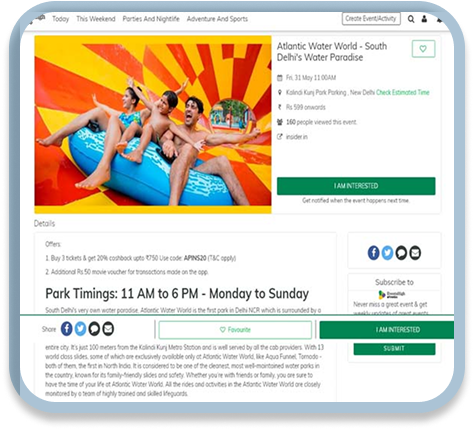 Today This Weekend Parties And Nightlife Adventure And Sports Create Event/Activity
Atlantic Water World - South
Delhi's Water Paradise
Fri, 31 May 11:00AM
Kalindi Kunj Park Parking , New Delhi Check Estimated Time
Rs 599 onwards
160 people viewed this event.
insider.in
I AM INTERESTED
Get notified when the event happens next time.
Details
Offers:
1. Buy 3 tickets & get 20% cashback upto ₹750 Use code: APINS20 (T&C apply)
2. Additional Rs.50 movie voucher for transactions made on the app.
Park Timings: 11 AM to 6 PM - Monday to Sunday
South Delhi's very own water paradise, Atlantic Water World is the first park in Delhi NCR which is surrounded by a
Subscribe to
Never miss a great event & get
weekly updates of great events
Share
Favourite
I AM INTERESTED
entire city. It's just 100 meters from the Kalindi Kunj Metro Station and is well served by all the cab providers. With 13
world class slides, some of which are exclusively available only at Atlantic Water World, like Aqua Funnel, Tornado -
both of them, the first in North India. It is considered to be one of the cleanest, most well-maintained water parks in
the country, known for its family-friendly slides and safety. Whether you're with friends or family, you are sure to
have the time of your life at Atlantic Water World. All the rides and activities in the Atlantic Water World are closely
monitored by a team of highly trained and skilled lifeguards.
SUBMIT